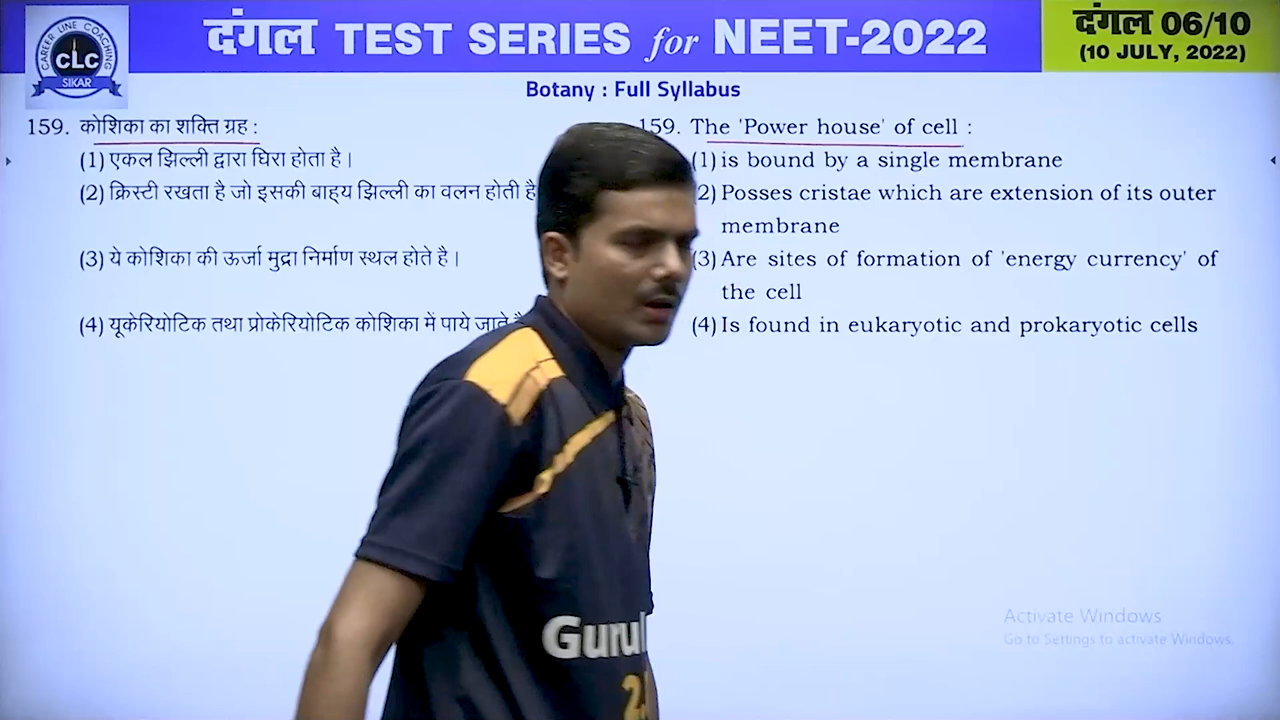 CAREER LINE COACHING
CLC
SIKAR
दंगल TEST SERIES for NEET-2022
दंगल 06/10
(10 JULY, 2022)
Botany : Full Syllabus
159. कोशिका का शक्ति ग्रह :
(1) एकल झिल्ली द्वारा घिरा होता है।
(2) क्रिस्टी रखता है जो इसकी बाह्य झिल्ली का वलन होती है
(3) ये कोशिका की ऊर्जा मुद्रा निर्माण स्थल होते है।
(4) यूकेरियोटिक तथा प्रोकेरियोटिक कोशिका में पाये जाते
159. The 'Power house' of cell :
(1) is bound by a single membrane
2) Posses cristae which are extension of its outer
membrane
(3) Are sites of formation of 'energy currency' of
the cell
(4) Is found in eukaryotic and prokaryotic cells
Activate Windows
Go to Settings to activate Windows.